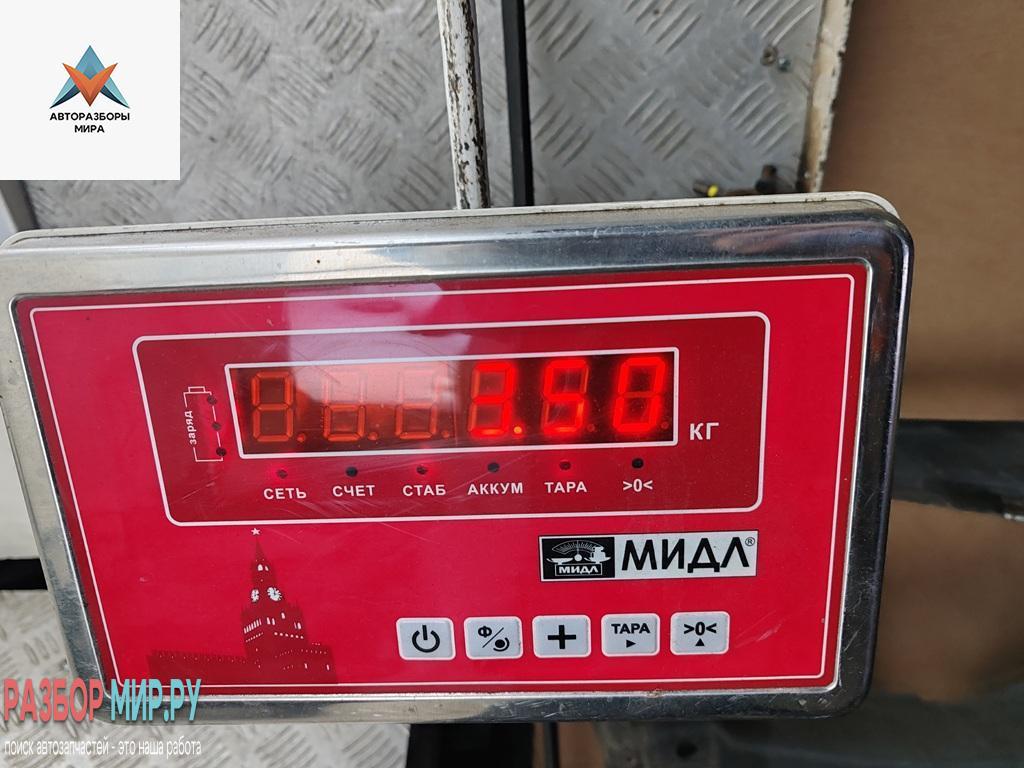 АВТОРАЗБОРЫ
МИРА
заряд
3.50
КГ
СЕТЬ СЧЕТ СТАБ АККУМ ТАРА >0<
МИДЛ МИДЛ®
Ф ТАРА >0<
РАЗБОР МИР.РУ
поиск автозапчастей - это наша работа